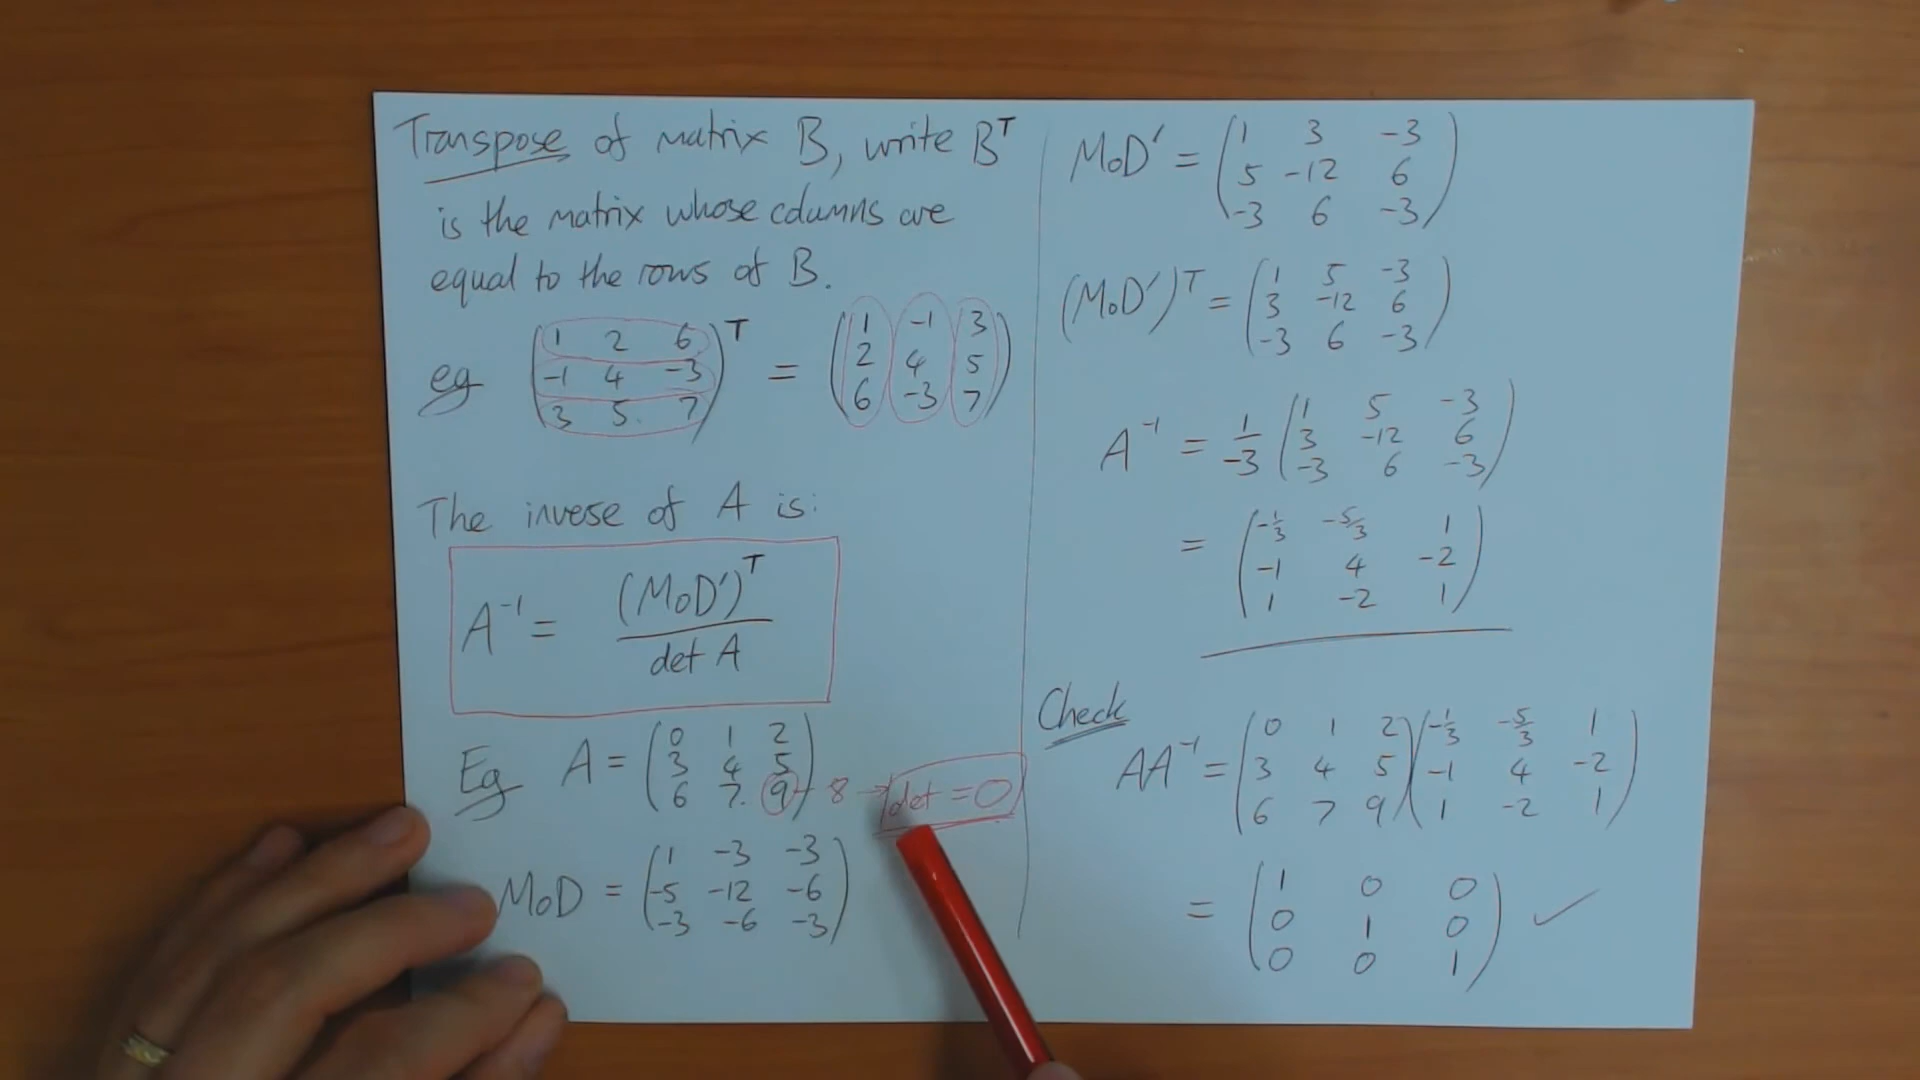 Transpose of matrix B, write Bᵀ
is the matrix whose columns are
equal to the rows of B.
eg (1 2 6; -1 4 -3; 3 5 7)ᵀ = (1 -1 3; 2 4 5; 6 -3 7)
The invese of A is:
A⁻¹ = (MoD')ᵀ / det A
Eg A = (0 1 2; 3 4 5; 6 7 9) → 8 → det = 0
MoD = (1 -3 -3; -5 -12 -6; -3 -6 -3)
MoD' = (1 3 -3; 5 -12 6; -3 6 -3)
(MoD')ᵀ = (1 5 -3; 3 -12 6; -3 6 -3)
A⁻¹ = 1/-3 (1 5 -3; 3 -12 6; -3 6 -3)
= (-1/3 -5/3 1; -1 4 -2; 1 -2 1)
Check
AA⁻¹ = (0 1 2; 3 4 5; 6 7 9)(-1/3 -5/3 1; -1 4 -2; 1 -2 1)
= (1 0 0; 0 1 0; 0 0 1) ✓